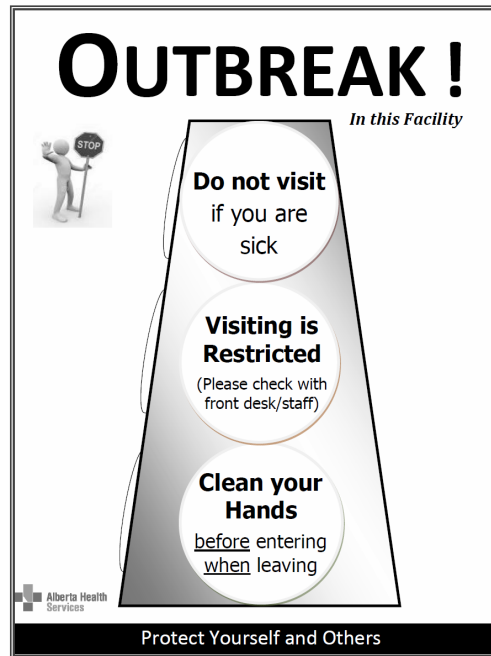 OUTBREAK !
In this Facility
STOP
Do not visit
if you are
sick
Visiting is
Restricted
(Please check with
front desk/staff)
Clean your
Hands
before entering
when leaving
Alberta Health
Services
Protect Yourself and Others